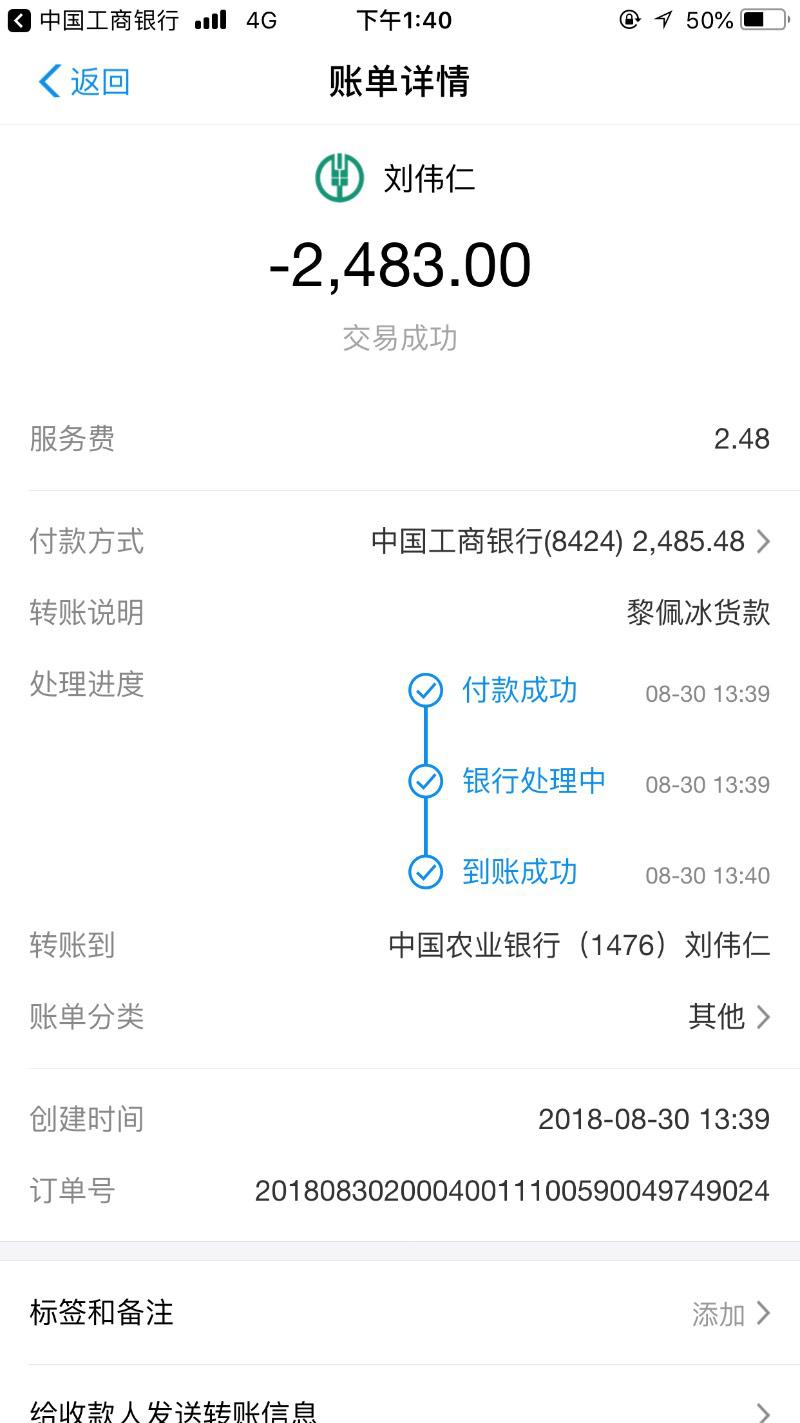 中国工商银行 4G 下午1:40 50%
返回 账单详情
刘伟仁
-2,483.00
交易成功
服务费 2.48
付款方式 中国工商银行(8424) 2,485.48
转账说明 黎佩冰货款
处理进度 付款成功 08-30 13:39
银行处理中 08-30 13:39
到账成功 08-30 13:40
转账到 中国农业银行（1476）刘伟仁
账单分类 其他
创建时间 2018-08-30 13:39
订单号 20180830200040011100590049749024
标签和备注 添加
给收款人发送转账信息